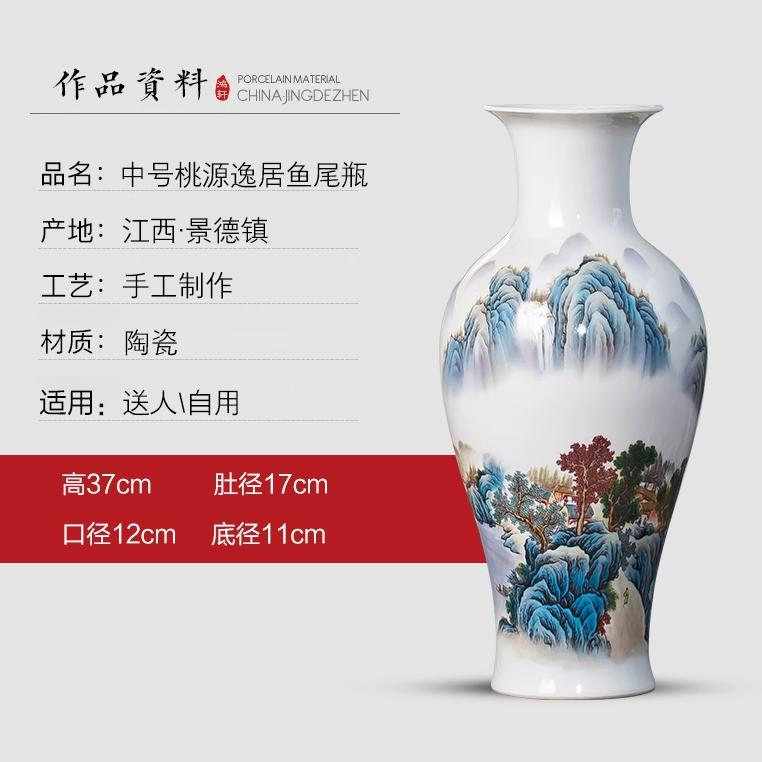 作品資料
鸿轩
PORCELAIN MATERIAL
CHINA·JINGDEZHEN
品名：中号桃源逸居鱼尾瓶
产地：江西·景德镇
工艺：手工制作
材质：陶瓷
适用：送人\自用
高37cm 肚径17cm
口径12cm 底径11cm